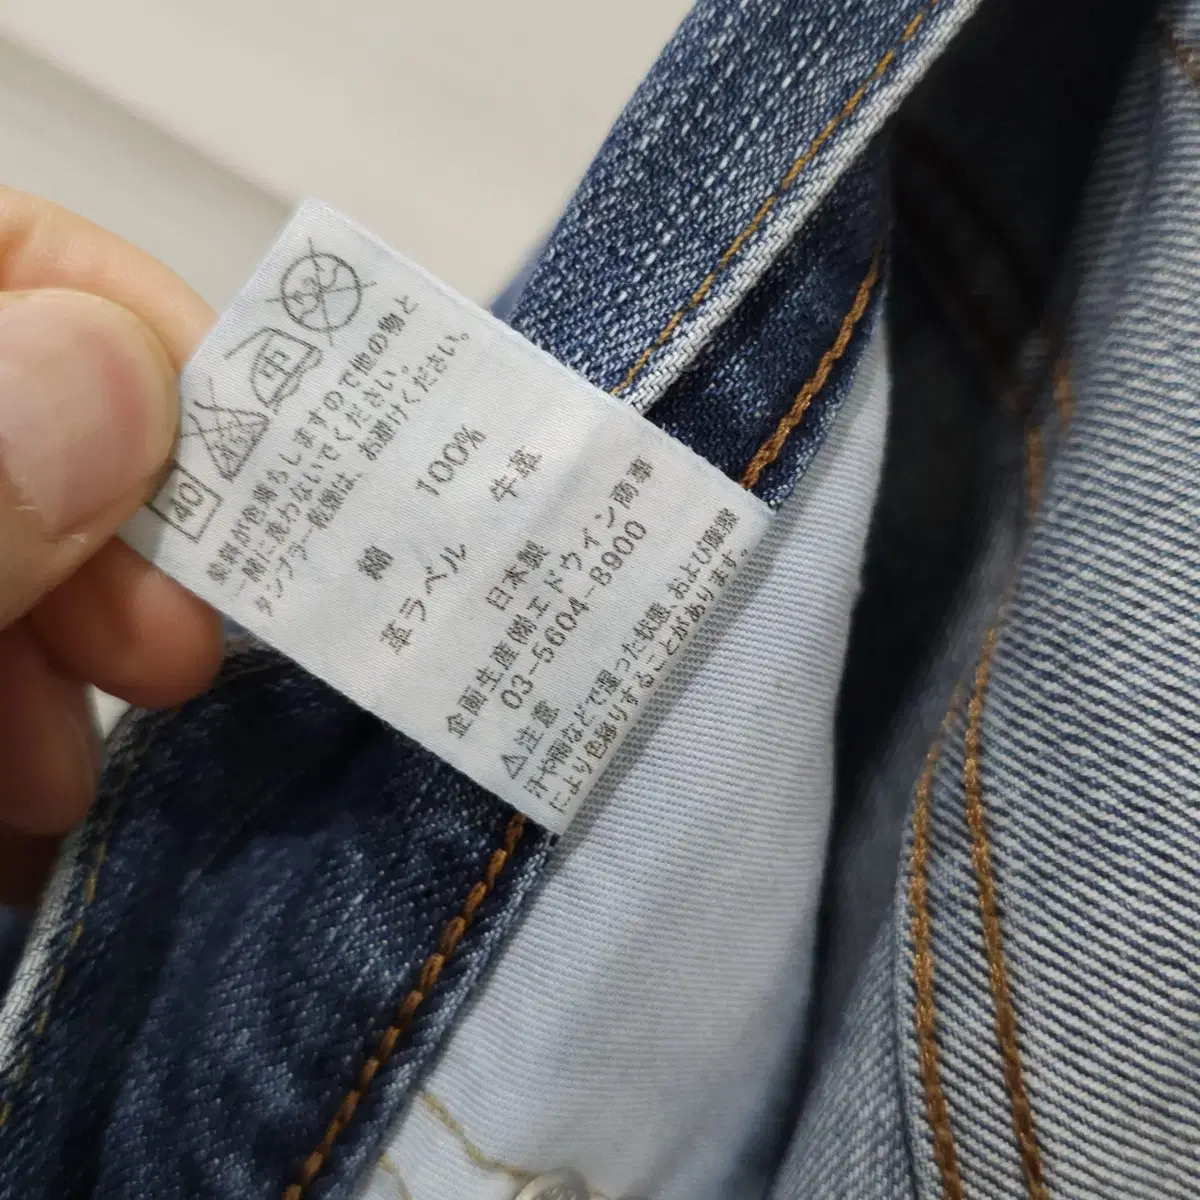 40
中
素材が色落ちしますので他の物と
一緒に洗わないでください。
タンブラー乾燥は、お避けください。
綿 100%
革ラベル 牛革
日本製
企画生産㈱エドウイン商事
03-5604-8900
⚠注意
汗や雨などで湿った状態、および摩擦
により色移りすることがあります。